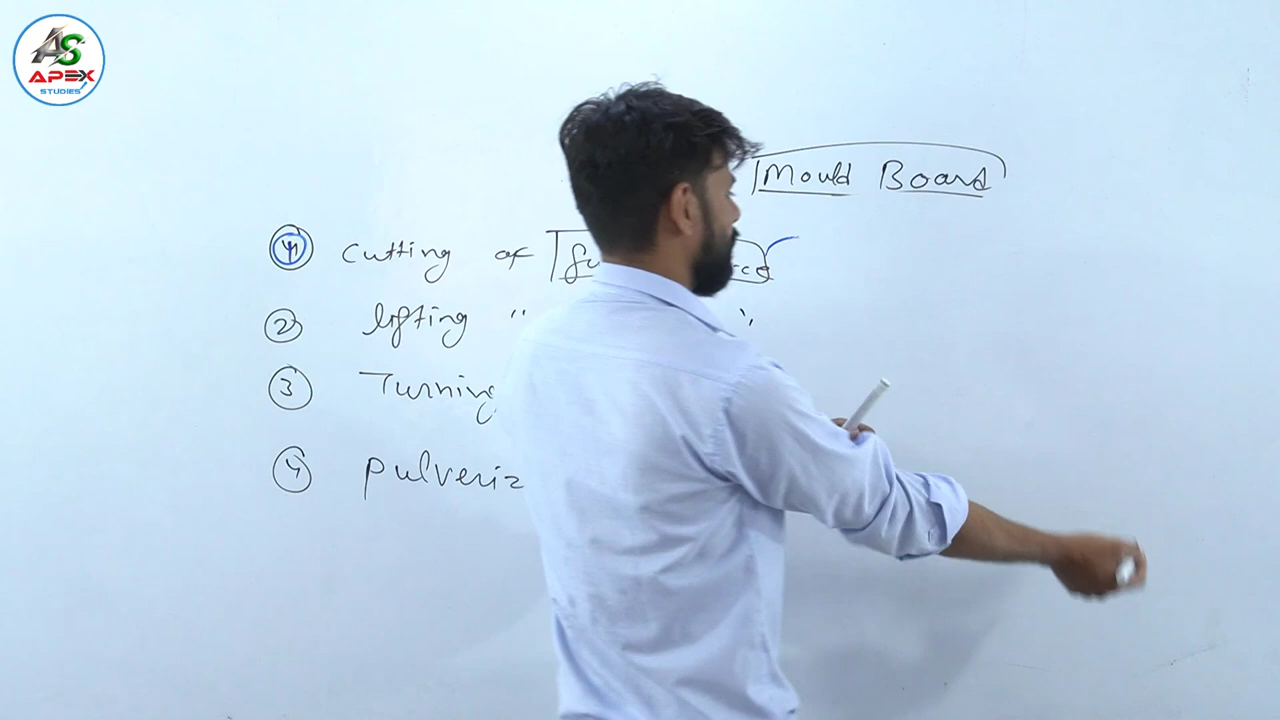 AS
APEX
STUDIES
Mould Board
1 Cutting of
2 lifting " "
3 Turning
4 Pulveriz